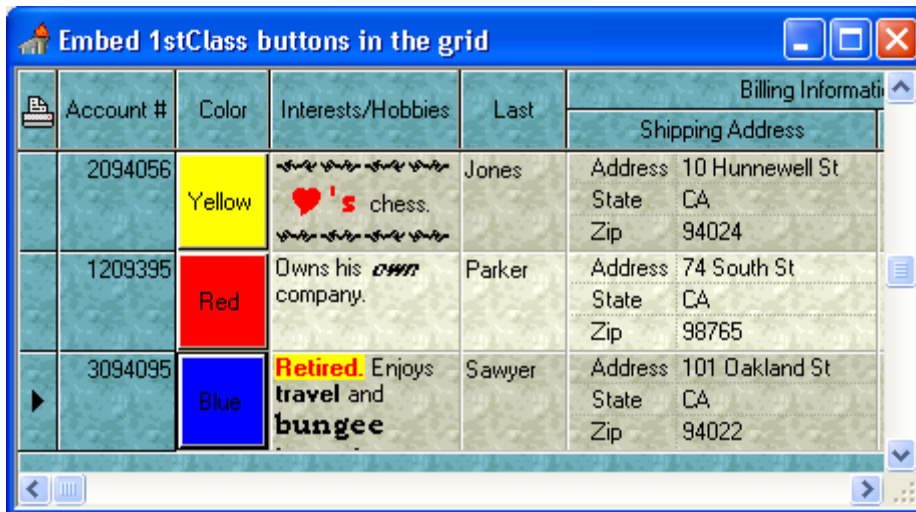 Embed 1stClass buttons in the grid
Account # Color Interests/Hobbies Last Billing Informati
Shipping Address
2094056 Yellow ♥'s chess. Jones Address 10 Hunnewell St
State CA
Zip 94024
1209395 Red Owns his own company. Parker Address 74 South St
State CA
Zip 98765
3094095 Blue Retired. Enjoys travel and bungee Sawyer Address 101 Oakland St
State CA
Zip 94022